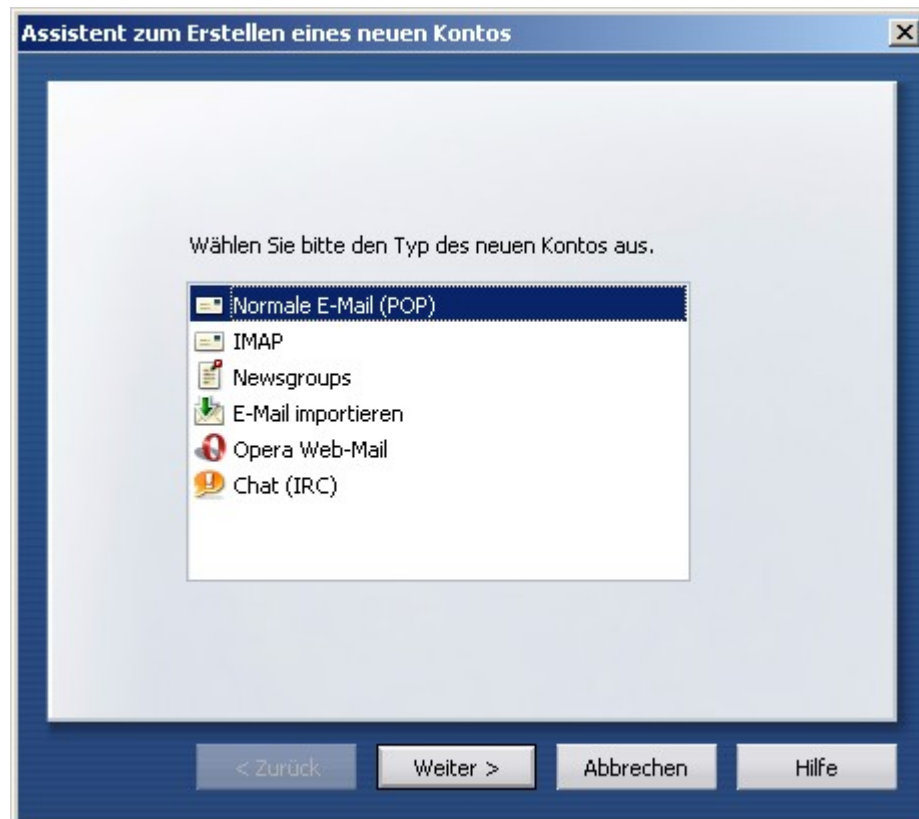 Assistent zum Erstellen eines neuen Kontos
Wählen Sie bitte den Typ des neuen Kontos aus.
Normale E-Mail (POP)
IMAP
Newsgroups
E-Mail importieren
Opera Web-Mail
Chat (IRC)
< Zurück Weiter > Abbrechen Hilfe